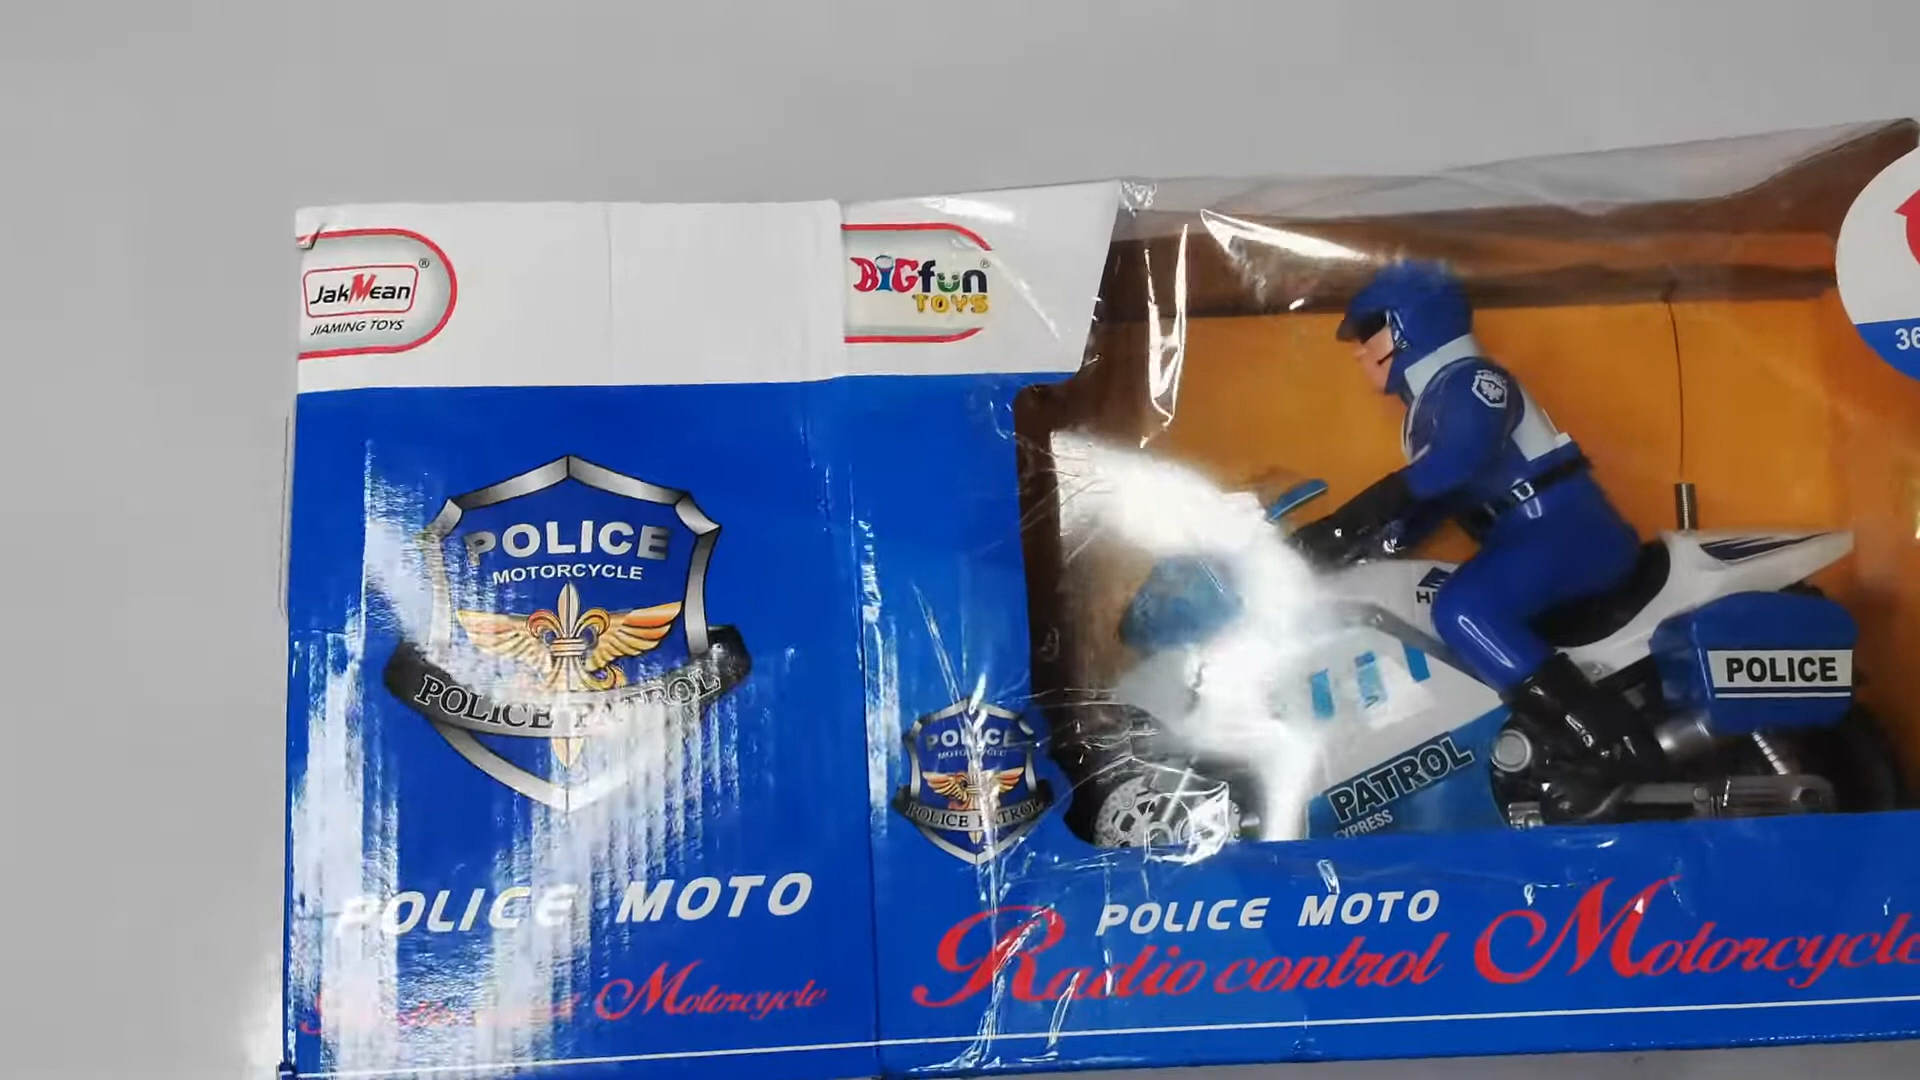 JakMean®
JIAMING TOYS
POLICE
MOTORCYCLE
POLICE PATROL
POLICE MOTO
Motorcycle
BiGfun®
TOYS
POLICE
MOTORCYCLE
POLICE PATROL
POLICE MOTO
Radio control Motorcycle
PATROL
POLICE
36